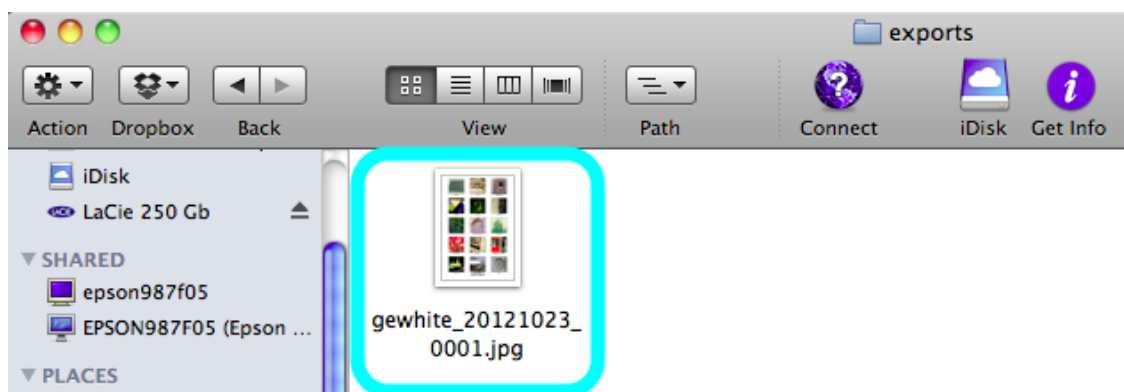 exports
Action Dropbox Back View Path Connect iDisk Get Info
iDisk
LaCie 250 Gb
SHARED
epson987f05
EPSON987F05 (Epson ...
PLACES
gewhite_20121023_
0001.jpg